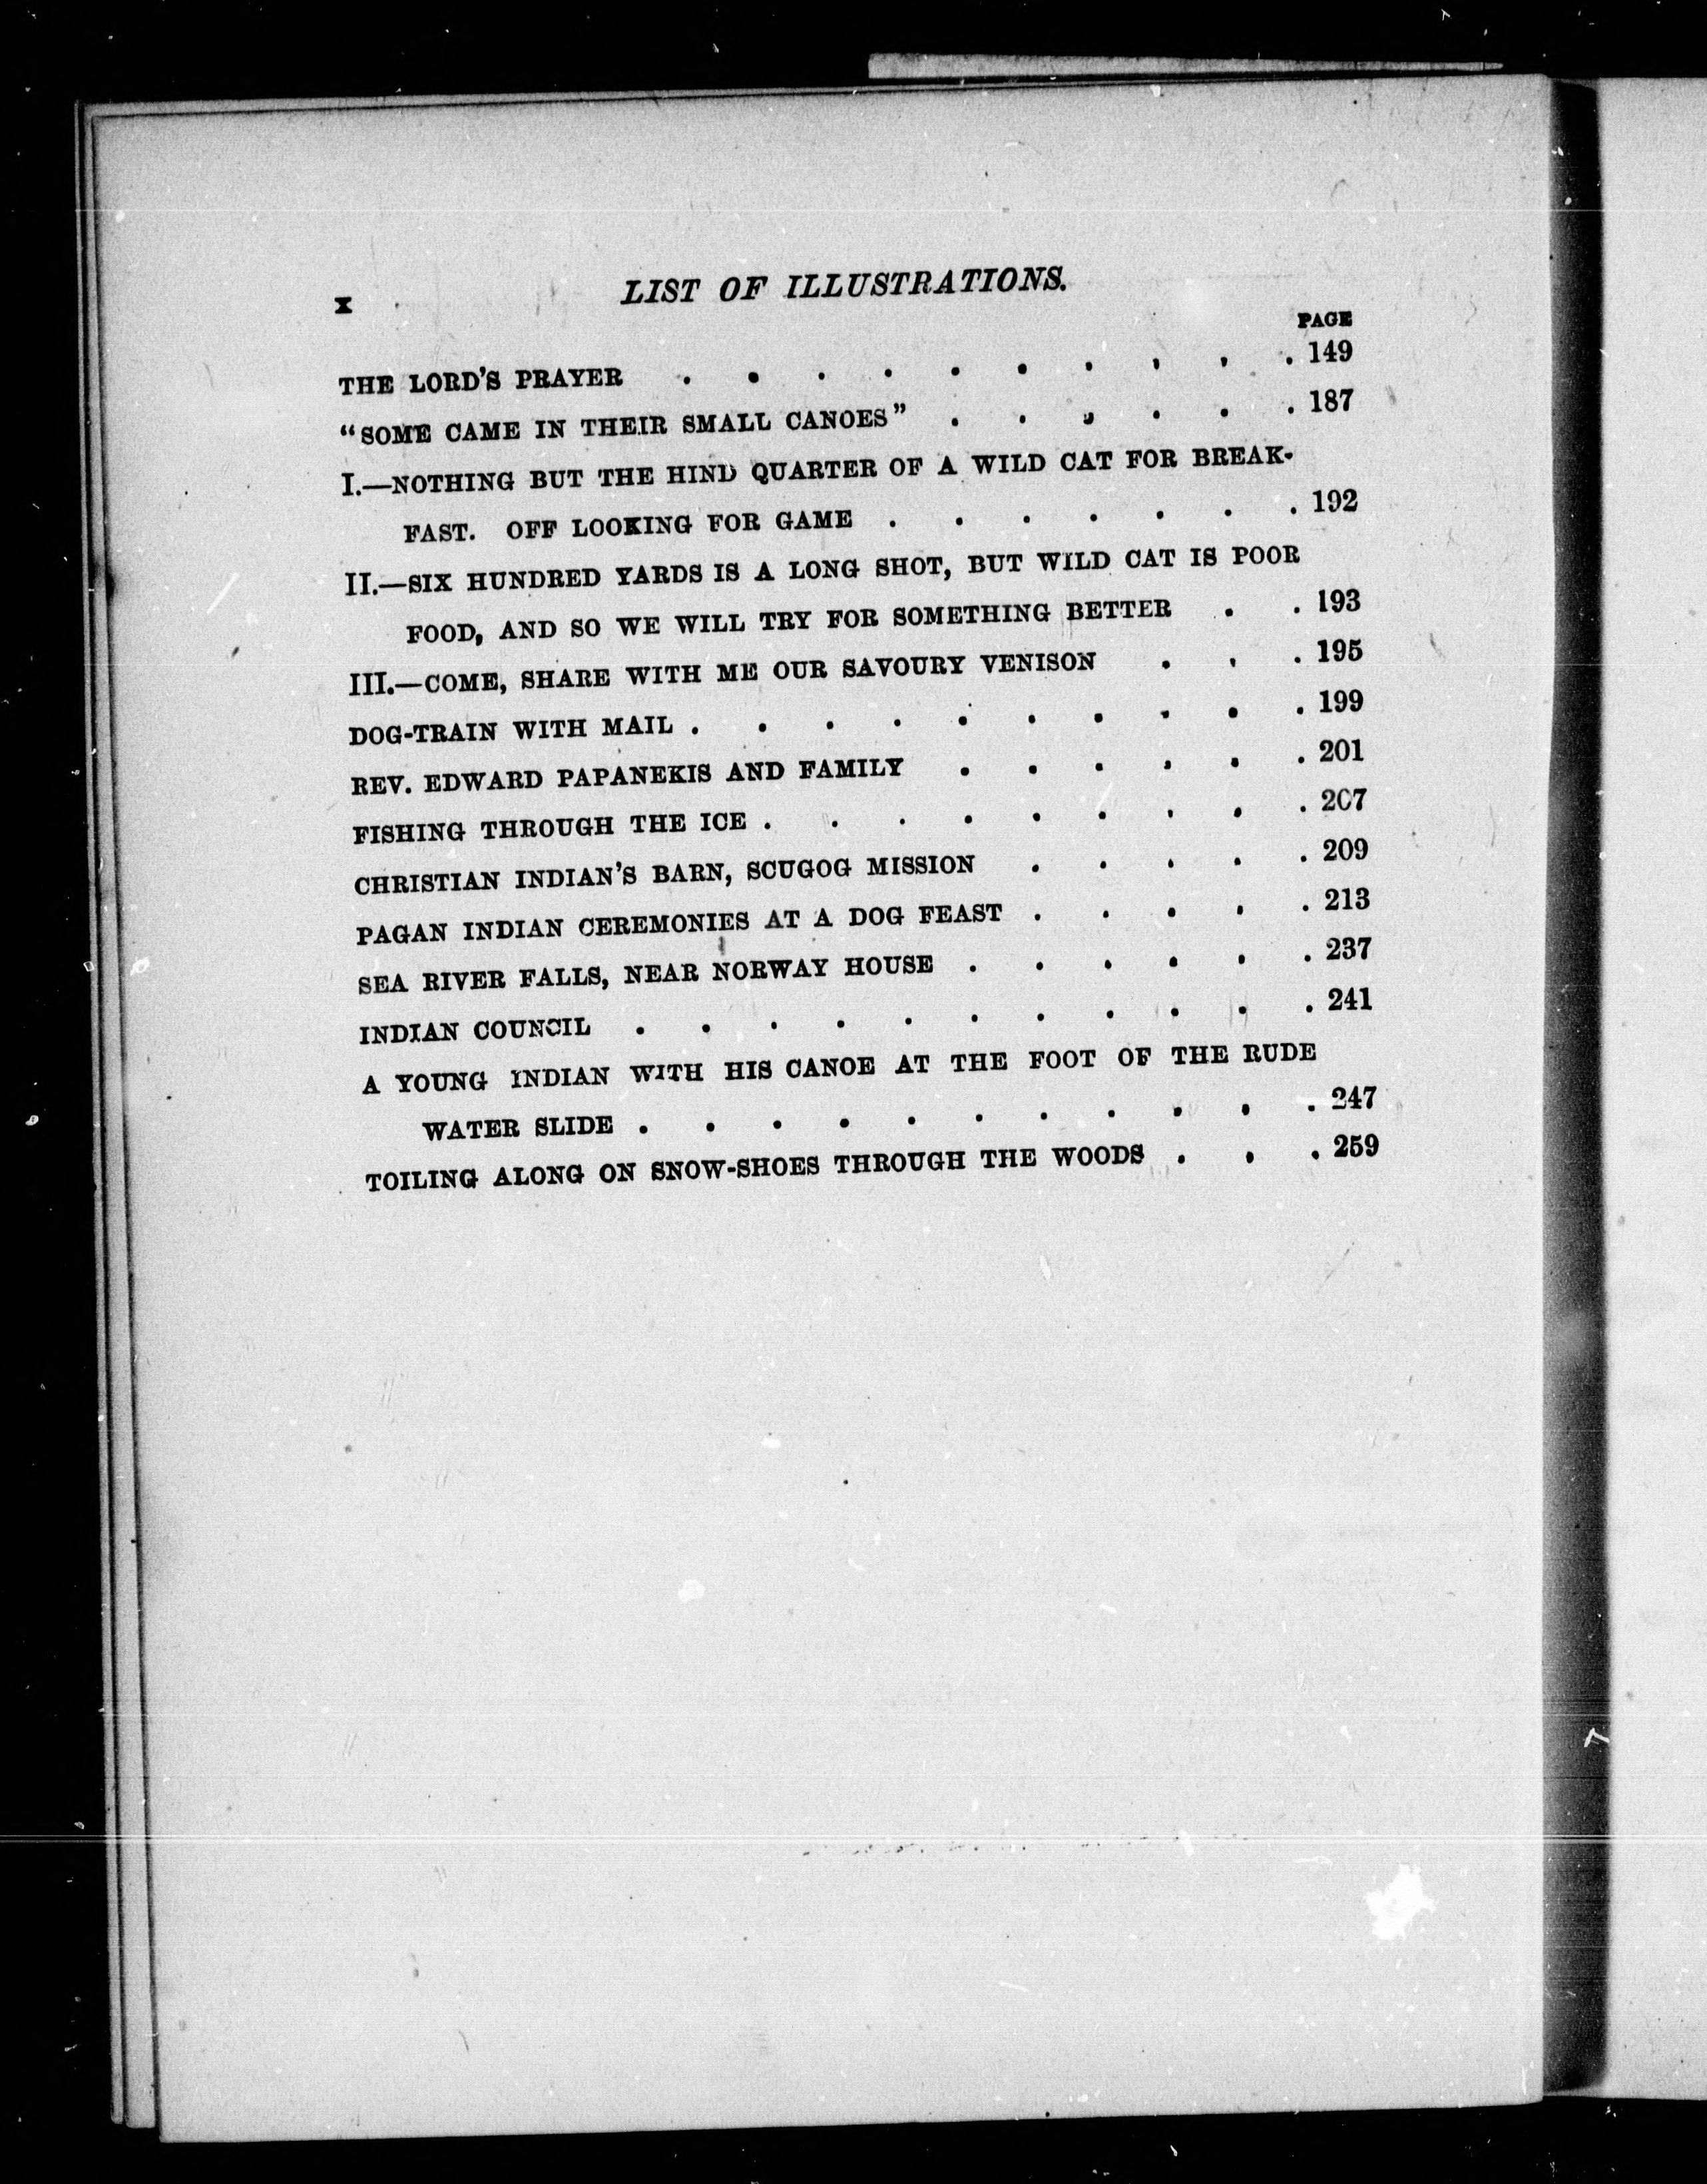 x LIST OF ILLUSTRATIONS.
PAGE
THE LORD'S PRAYER . . . . . . . . . . 149
“SOME CAME IN THEIR SMALL CANOES” . . . . . . 187
I.—NOTHING BUT THE HIND QUARTER OF A WILD CAT FOR BREAK-
FAST. OFF LOOKING FOR GAME . . . . . . . 192
II.—SIX HUNDRED YARDS IS A LONG SHOT, BUT WILD CAT IS POOR
FOOD, AND SO WE WILL TRY FOR SOMETHING BETTER . . 193
III.—COME, SHARE WITH ME OUR SAVOURY VENISON . . . 195
DOG-TRAIN WITH MAIL . . . . . . . . . . 199
REV. EDWARD PAPANEKIS AND FAMILY . . . . . . 201
FISHING THROUGH THE ICE . . . . . . . . . 207
CHRISTIAN INDIAN'S BARN, SCUGOG MISSION . . . . . 209
PAGAN INDIAN CEREMONIES AT A DOG FEAST . . . . . 213
SEA RIVER FALLS, NEAR NORWAY HOUSE . . . . . . 237
INDIAN COUNCIL . . . . . . . . . . . 241
A YOUNG INDIAN WITH HIS CANOE AT THE FOOT OF THE RUDE
WATER SLIDE . . . . . . . . . . . 247
TOILING ALONG ON SNOW-SHOES THROUGH THE WOODS . . . 259